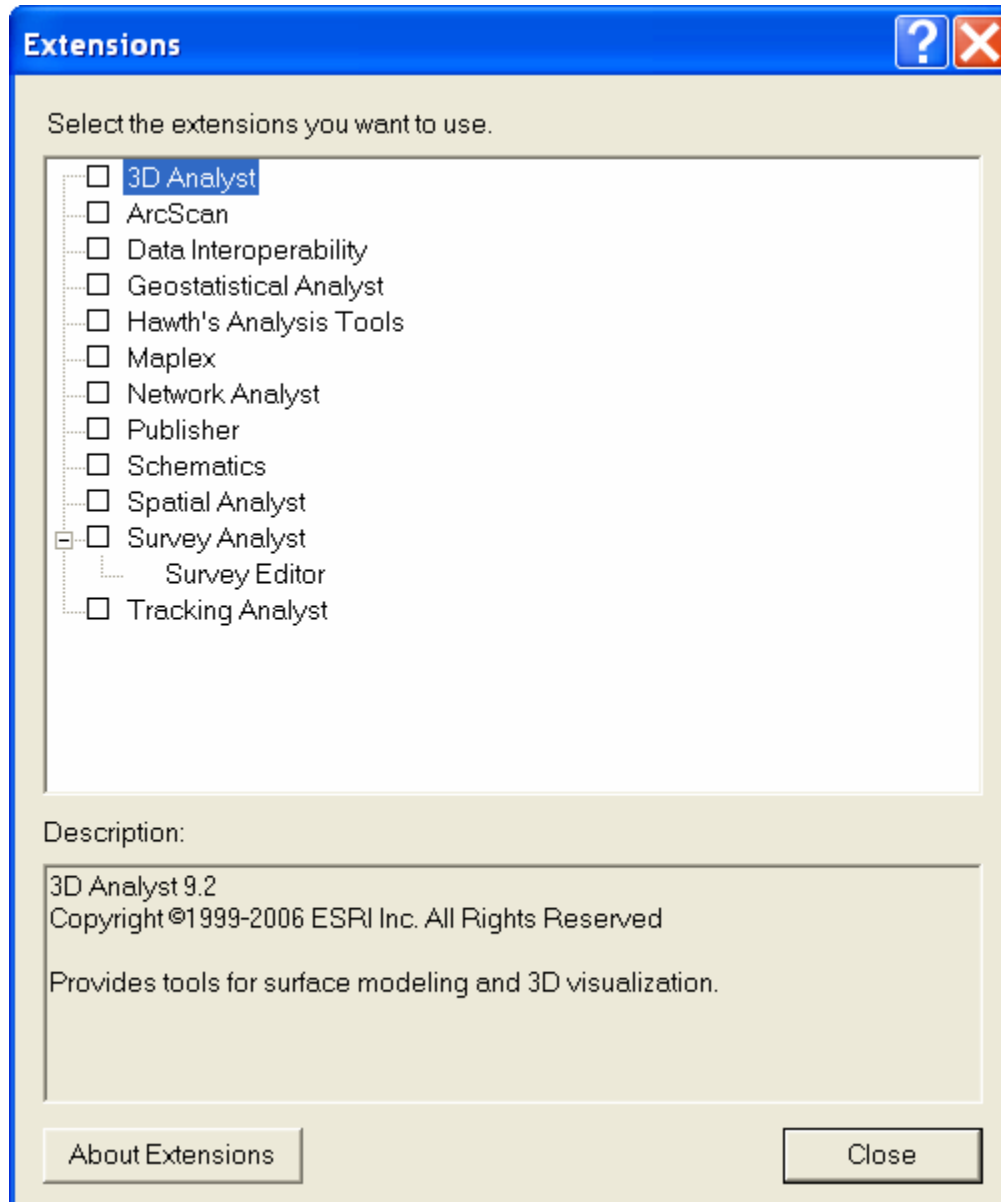 Extensions
Select the extensions you want to use.
3D Analyst
ArcScan
Data Interoperability
Geostatistical Analyst
Hawth's Analysis Tools
Maplex
Network Analyst
Publisher
Schematics
Spatial Analyst
Survey Analyst
Survey Editor
Tracking Analyst
Description:
3D Analyst 9.2
Copyright ©1999-2006 ESRI Inc. All Rights Reserved
Provides tools for surface modeling and 3D visualization.
About Extensions
Close